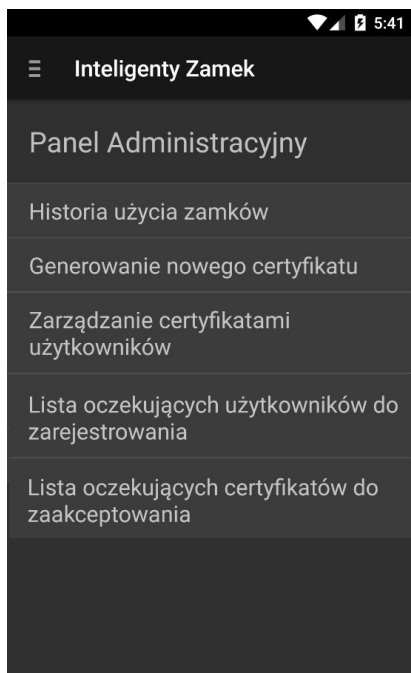 5:41
Inteligenty Zamek
Panel Administracyjny
Historia użycia zamków
Generowanie nowego certyfikatu
Zarządzanie certyfikatami
użytkowników
Lista oczekujących użytkowników do
zarejestrowania
Lista oczekujących certyfikatów do
zaakceptowania